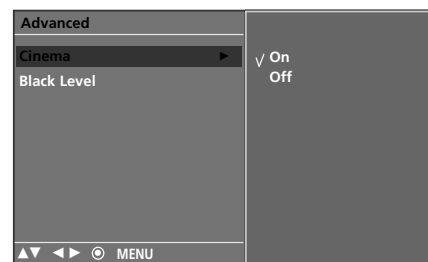 Advanced
Cinema ►
√ On
Off
Black Level
▲▼ ◄► ◉ MENU